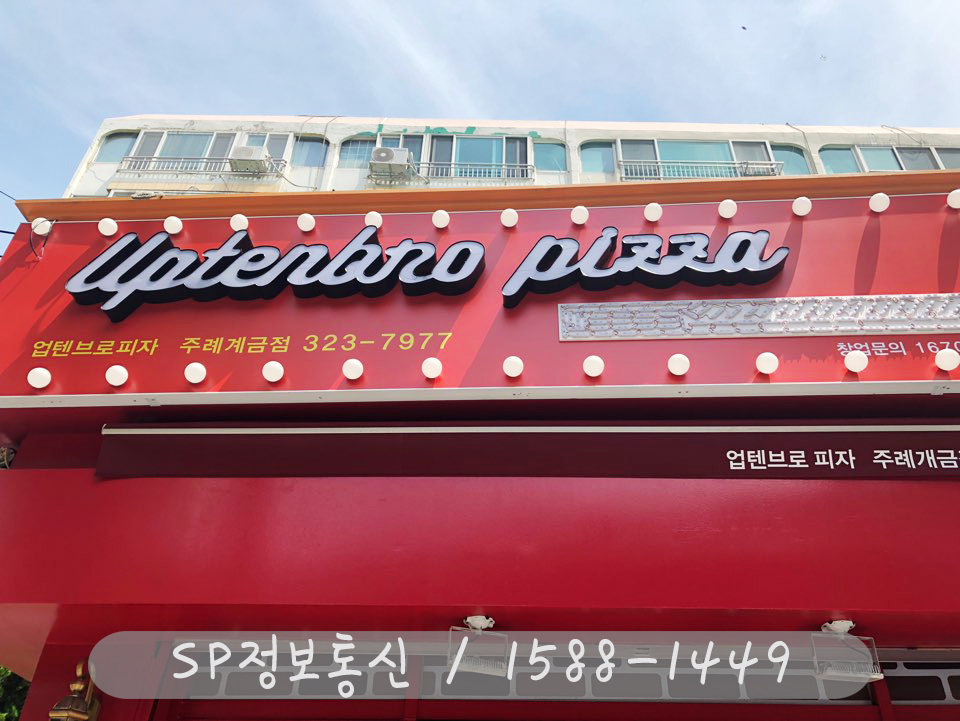 Uptenbro pizza
업텐브로피자 주례계금점 323-7977
창업문의 1670
업텐브로 피자 주례개금
SP정보통신 / 1588-1449